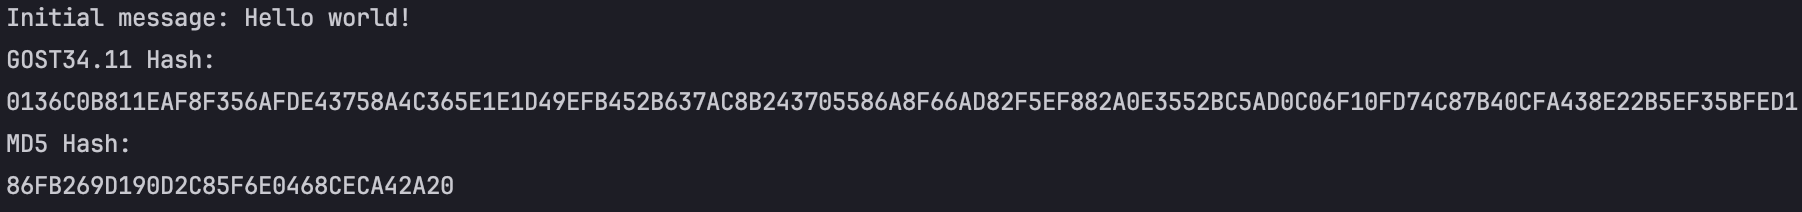 Initial message: Hello world!
GOST34.11 Hash:
0136C0B811EAF8F356AFDE43758A4C365E1E1D49EFB452B637AC8B243705586A8F66AD82F5EF882A0E3552BC5AD0C06F10FD74C87B40CFA438E22B5EF35BFED1
MD5 Hash:
86FB269D190D2C85F6E0468CECA42A20